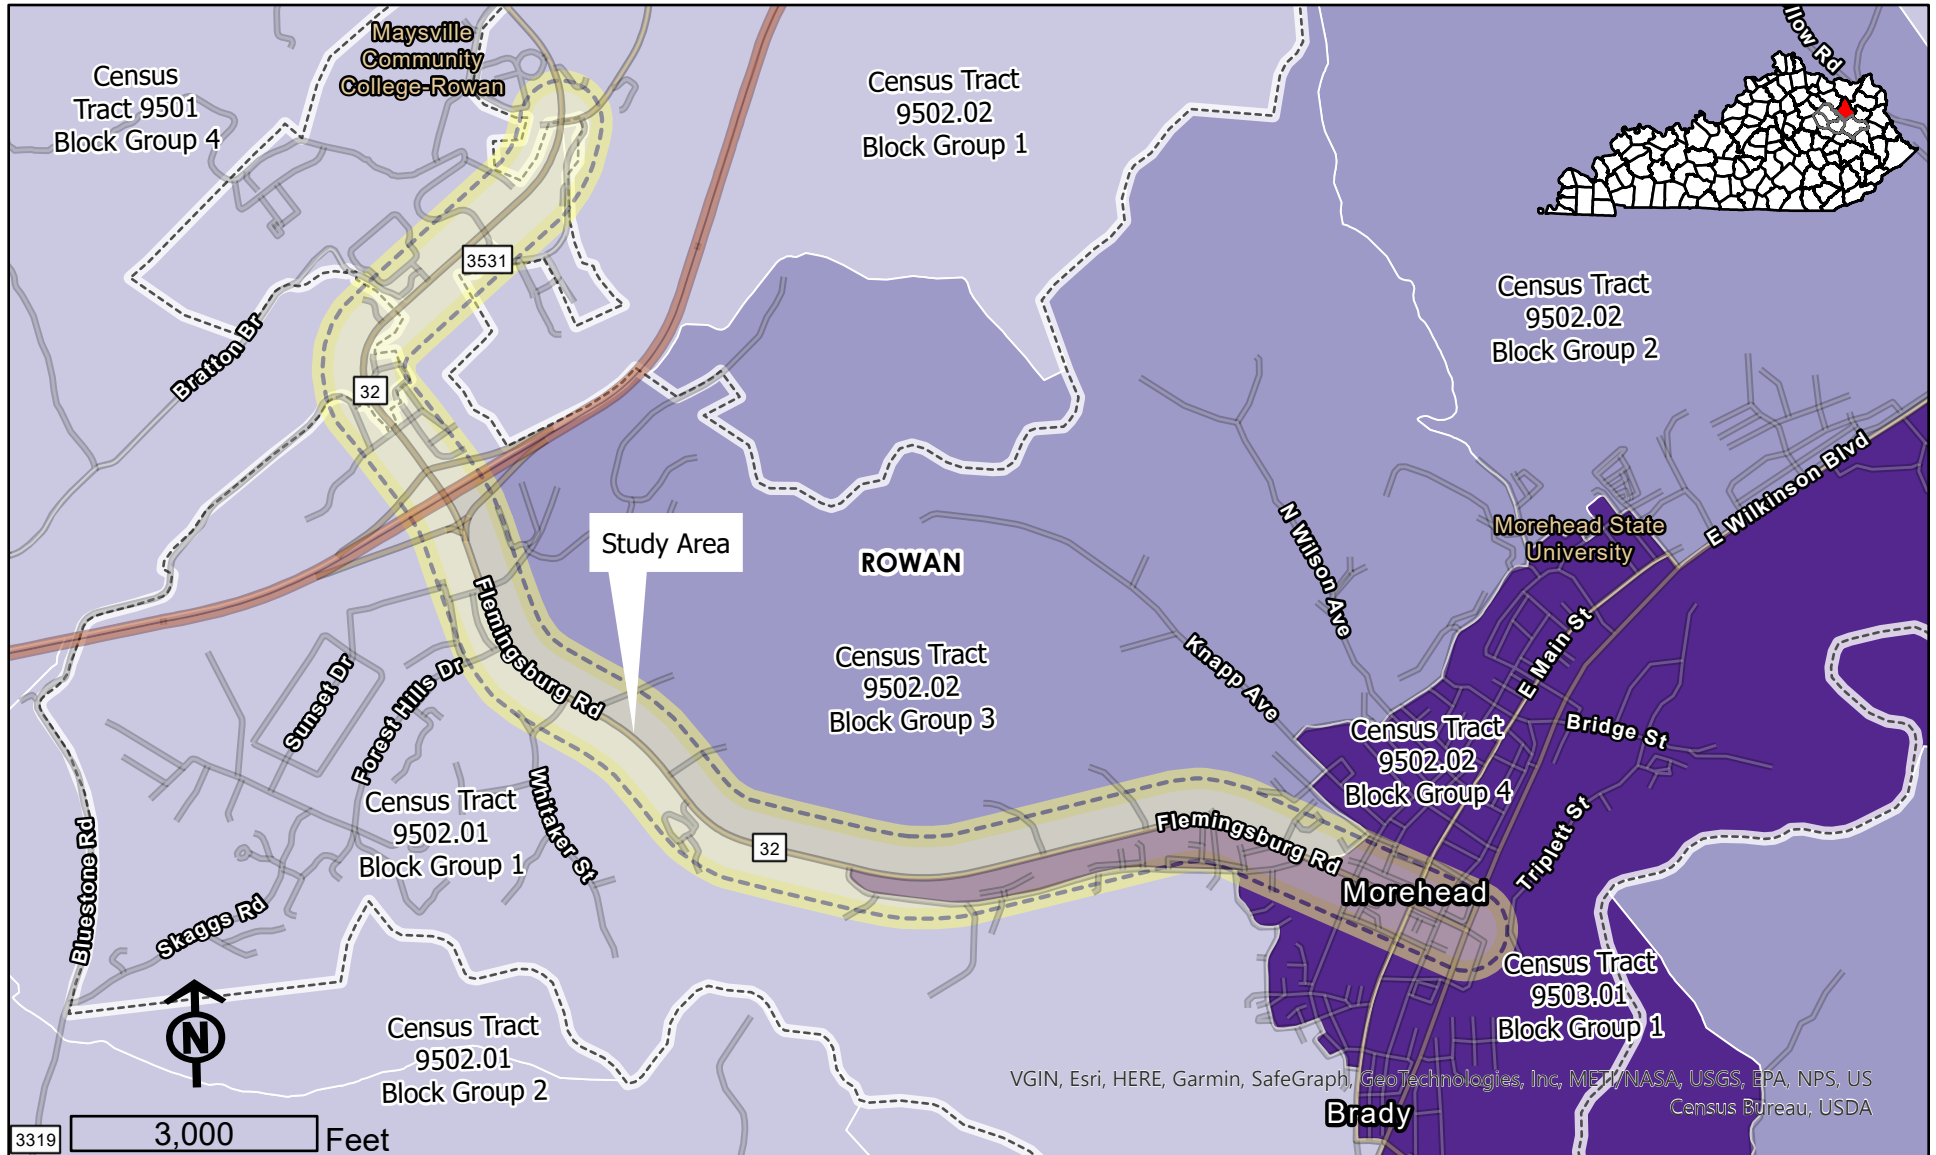 Maysville
Community
College-Rowan
Census
Tract 9501
Block Group 4
Census Tract
9502.02
Block Group 1
llow Rd
3531
Census Tract
9502.02
Block Group 2
Bratton Br
32
E Wilkinson Blvd
Morehead State
University
N Wilson Ave
Study Area
ROWAN
Flemingsburg Rd
E Main St
Knapp Ave
Census Tract
9502.02
Block Group 3
Sunset Dr
Forest Hills Dr
Bridge St
Census Tract
9502.02
Block Group 4
Whitaker St
Census Tract
9502.01
Block Group 1
32
Flemingsburg Rd
Triplett St
Bluestone Rd
Morehead
Skaggs Rd
Census Tract
9503.01
Block Group 1
N
Census Tract
9502.01
Block Group 2
VGIN, Esri, HERE, Garmin, SafeGraph, GeoTechnologies, Inc, METI/NASA, USGS, EPA, NPS, US
Census Bureau, USDA
Brady
3319
3,000
Feet